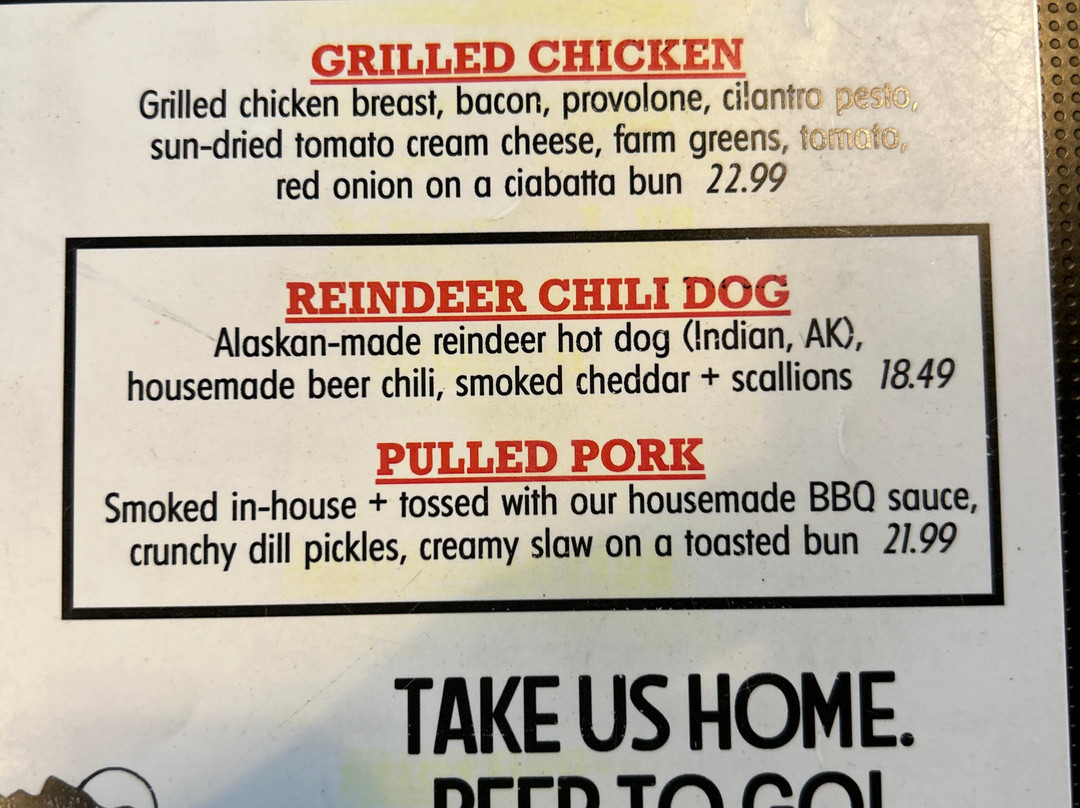 GRILLED CHICKEN
Grilled chicken breast, bacon, provolone, cilantro pesto,
sun-dried tomato cream cheese, farm greens, tomato,
red onion on a ciabatta bun 22.99
REINDEER CHILI DOG
Alaskan-made reindeer hot dog (Indian, AK),
housemade beer chili, smoked cheddar + scallions 18.49
PULLED PORK
Smoked in-house + tossed with our housemade BBQ sauce,
crunchy dill pickles, creamy slaw on a toasted bun 21.99
TAKE US HOME.
BEER TO GO!